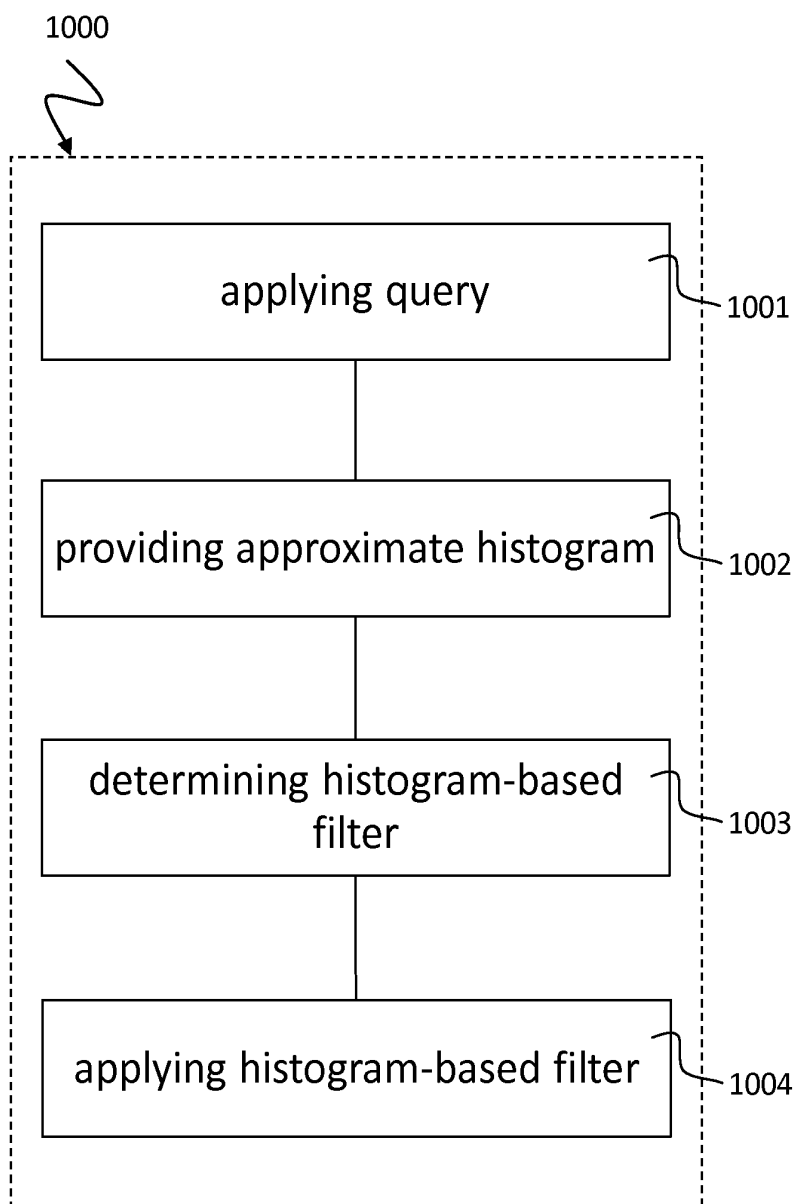 1000
applying query
1001
providing approximate histogram
1002
determining histogram-based
filter
1003
applying histogram-based filter
1004